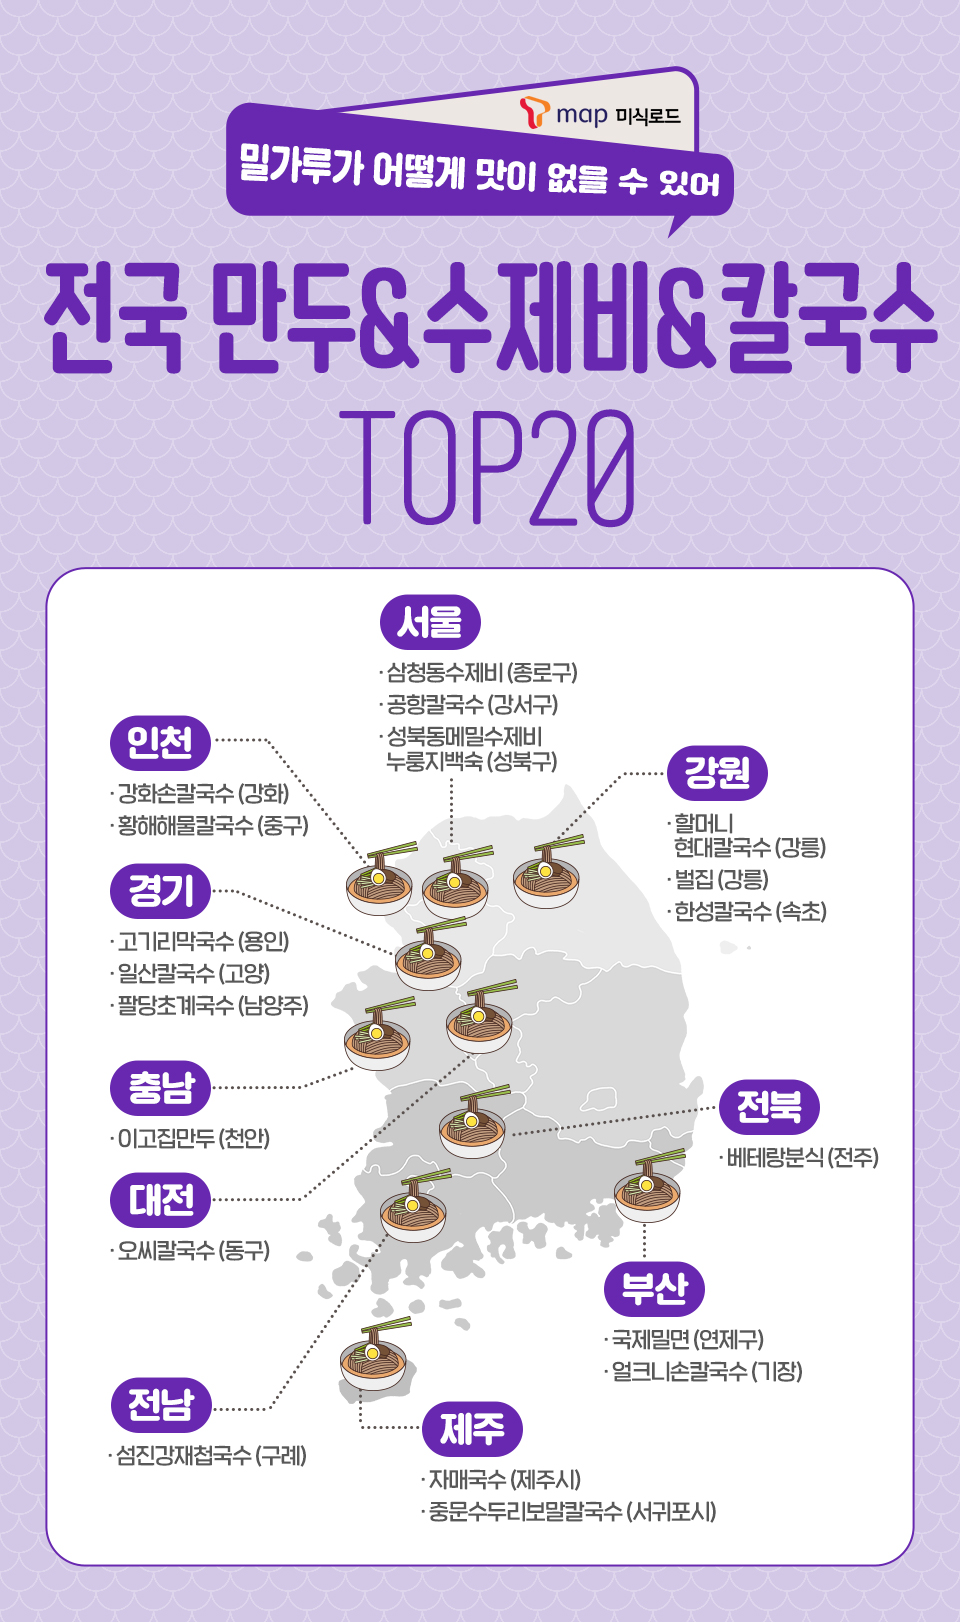 map 미식로드
밀가루가 어떻게 맛이 없을 수 있어
전국 만두&수제비&칼국수
TOP20
서울
· 삼청동수제비 (종로구)
· 공항칼국수 (강서구)
· 성북동메밀수제비
누룽지백숙 (성북구)
인천
· 강화손칼국수 (강화)
· 황해해물칼국수 (중구)
강원
· 할머니
현대칼국수 (강릉)
· 벌집 (강릉)
· 한성칼국수 (속초)
경기
· 고기리막국수 (용인)
· 일산칼국수 (고양)
· 팔당초계국수 (남양주)
충남
· 이고집만두 (천안)
전북
· 베테랑분식 (전주)
대전
· 오씨칼국수 (동구)
부산
· 국제밀면 (연제구)
· 얼크니손칼국수 (기장)
전남
· 섬진강재첩국수 (구례)
제주
· 자매국수 (제주시)
· 중문수두리보말칼국수 (서귀포시)